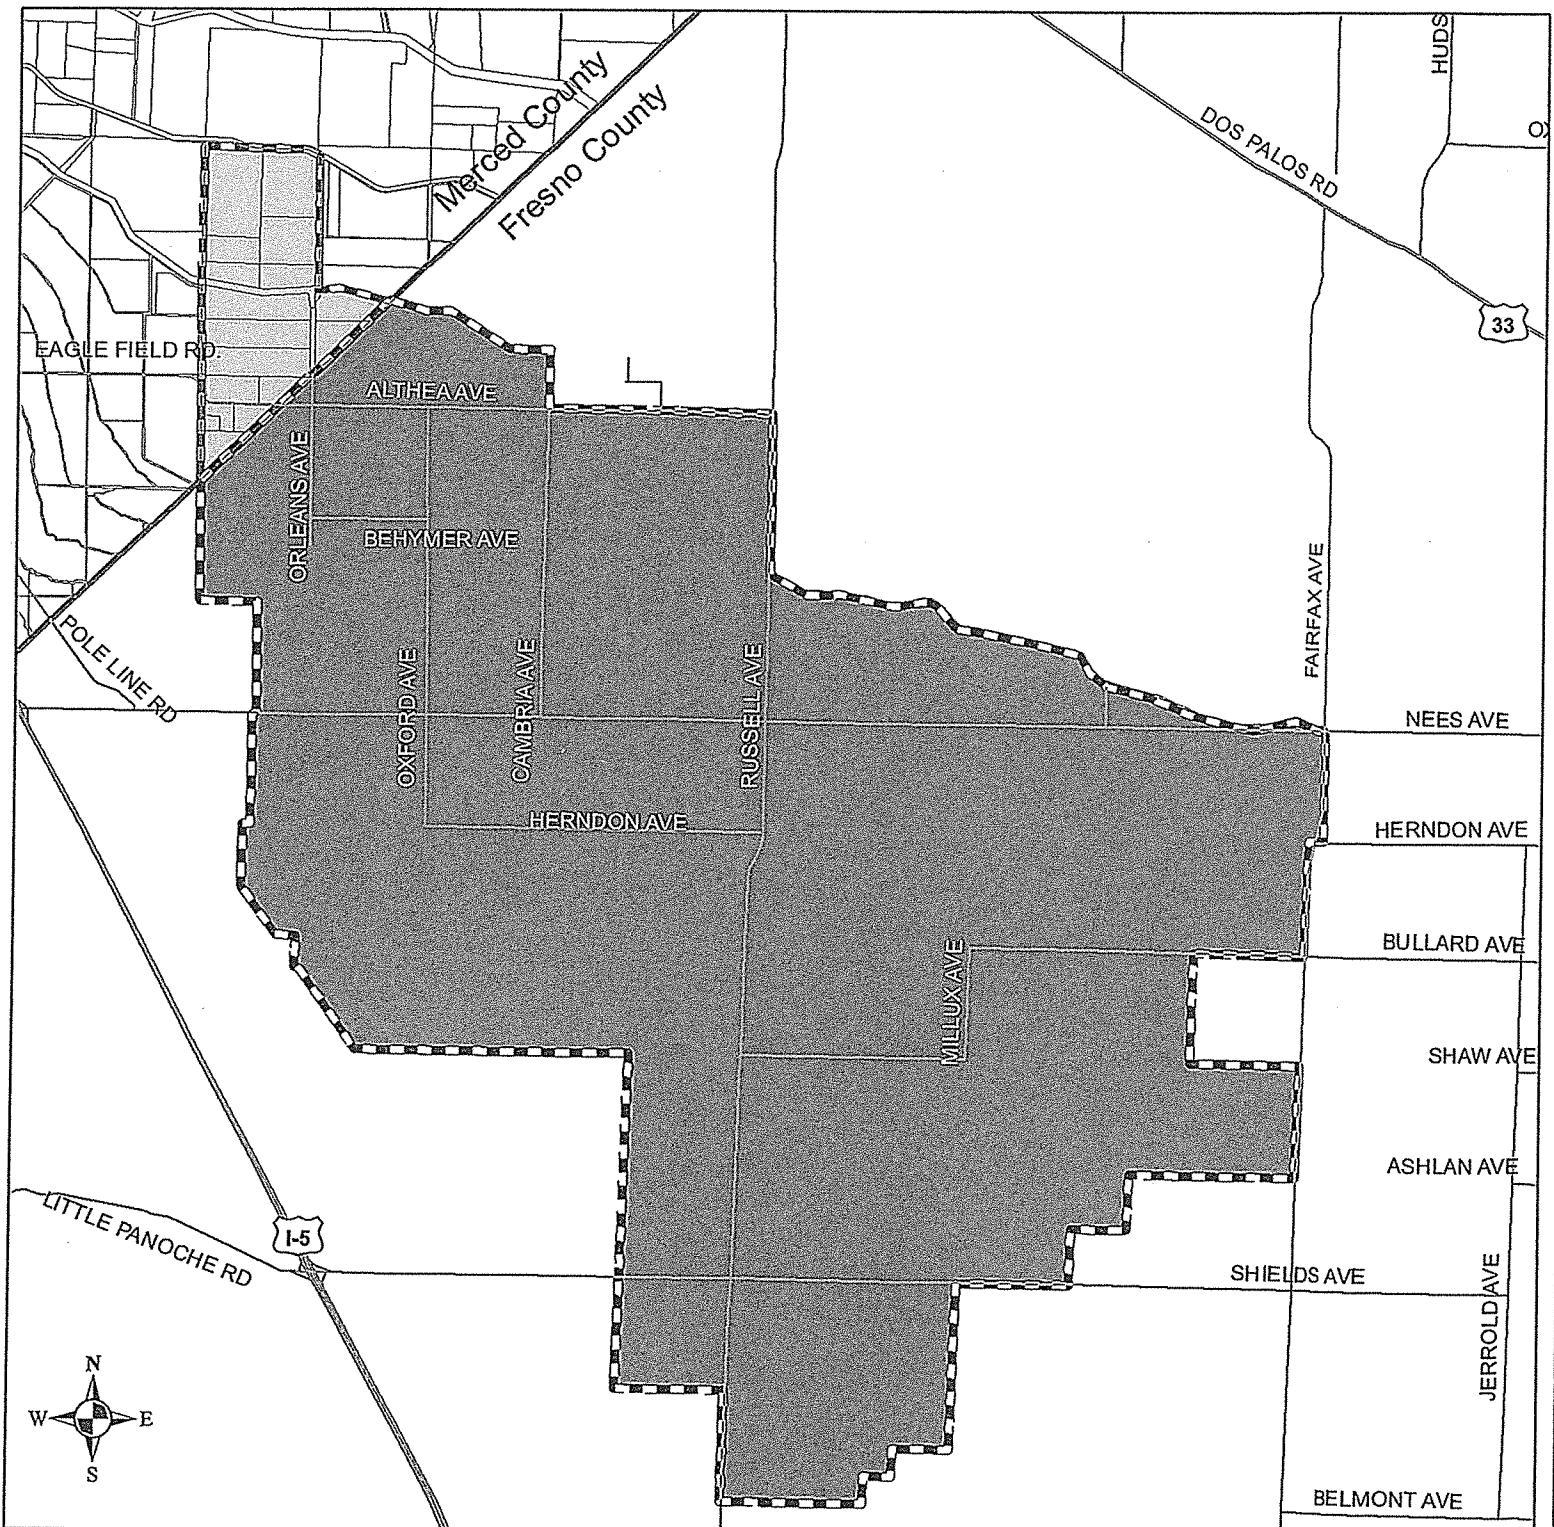 HUDS
Merced County
Fresno County
DOS PALOS RD
33
EAGLE FIELD RD.
ALTHEA AVE
ORLEANS AVE
BEHYMER AVE
FAIRFAX AVE
POLE LINE RD
OXFORD AVE
CAMBRIA AVE
RUSSELL AVE
NEES AVE
HERNDON AVE
HERNDON AVE
BULLARD AVE
MILLUX AVE
SHAW AVE
ASHLAN AVE
LITTLE PANOCHE RD
I-5
SHIELDS AVE
JERROLD AVE
N
W
E
S
BELMONT AVE